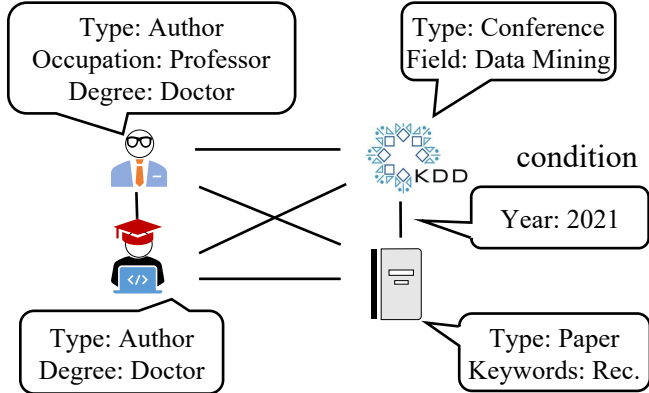 Type: Author
Occupation: Professor
Degree: Doctor
Type: Conference
Field: Data Mining
KDD
condition
Year: 2021
</>
Type: Author
Degree: Doctor
Type: Paper
Keywords: Rec.